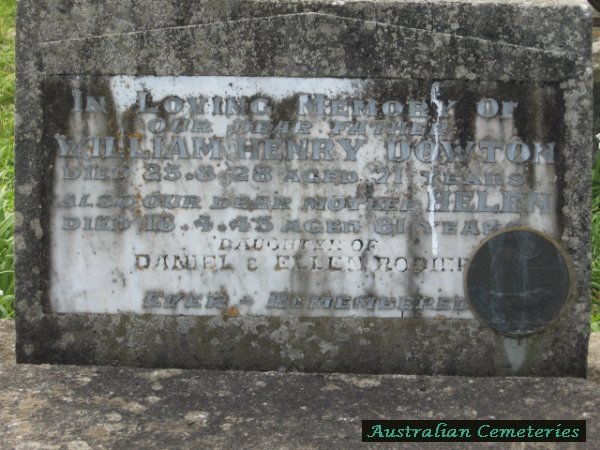 In Loving Memory Of
our dear father
William Henry Dowton
died 25.8.28 aged 71 years
also our dear mother Helen
died 18.4.43 aged 81 years
daughter of
Daniel & Ellen
Ever - Remembered
Australian Cemeteries